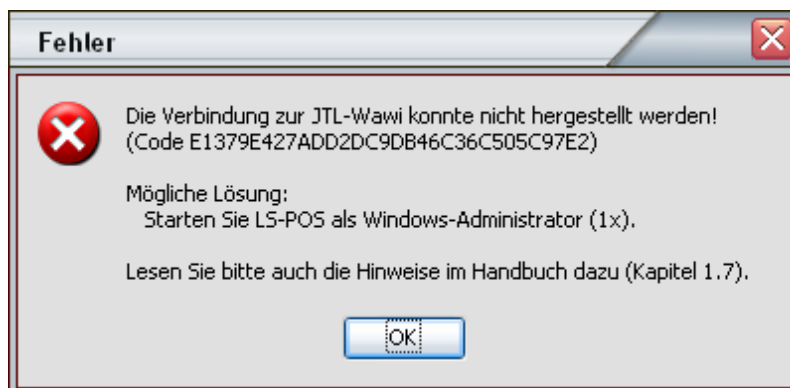 Fehler
Die Verbindung zur JTL-Wawi konnte nicht hergestellt werden!
(Code E1379E427ADD2DC9DB46C36C505C97E2)
Mögliche Lösung:
Starten Sie LS-POS als Windows-Administrator (1x).
Lesen Sie bitte auch die Hinweise im Handbuch dazu (Kapitel 1.7).
OK